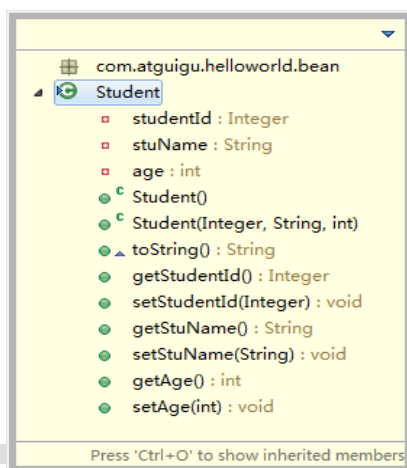 com.atguigu.helloworld.bean
Student
studentId : Integer
stuName : String
age : int
C Student()
C Student(Integer, String, int)
toString() : String
getStudentId() : Integer
setStudentId(Integer) : void
getStuName() : String
setStuName(String) : void
getAge() : int
setAge(int) : void
Press 'Ctrl+O' to show inherited members